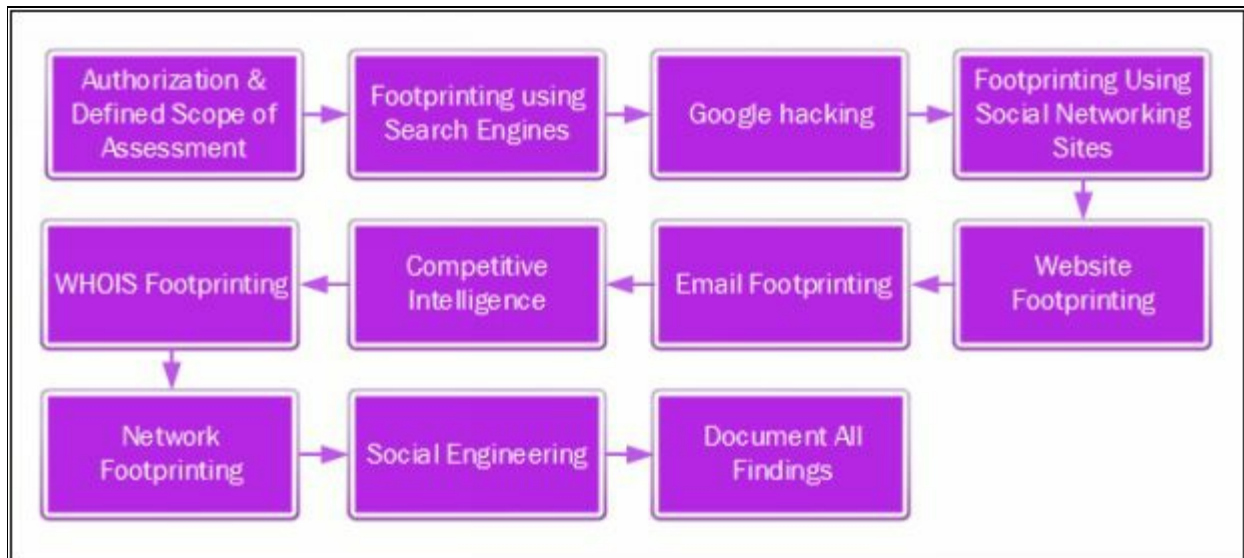 Authorization &
Defined Scope of
Assessment
Footprinting using
Search Engines
Google hacking
Footprinting Using
Social Networking
Sites
Website
Footprinting
Email Footprinting
Competitive
Intelligence
WHOIS Footprinting
Network
Footprinting
Social Engineering
Document All
Findings